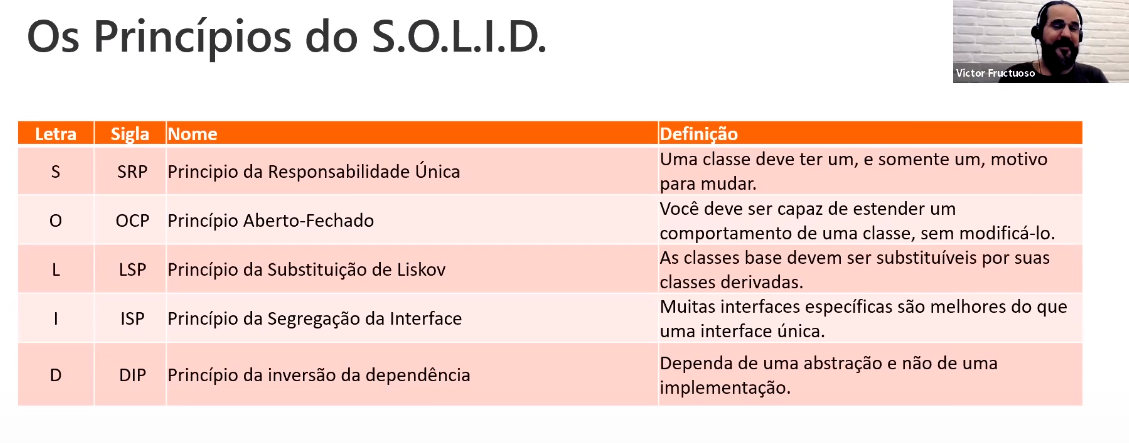 Os Princípios do S.O.L.I.D.
Victor Fructuoso
Letra Sigla Nome Definição
S SRP Principio da Responsabilidade Única Uma classe deve ter um, e somente um, motivo
para mudar.
O OCP Princípio Aberto-Fechado Você deve ser capaz de estender um
comportamento de uma classe, sem modificá-lo.
L LSP Princípio da Substituição de Liskov As classes base devem ser substituíveis por suas
classes derivadas.
I ISP Princípio da Segregação da Interface Muitas interfaces específicas são melhores do que
uma interface única.
D DIP Princípio da inversão da dependência Dependa de uma abstração e não de uma
implementação.